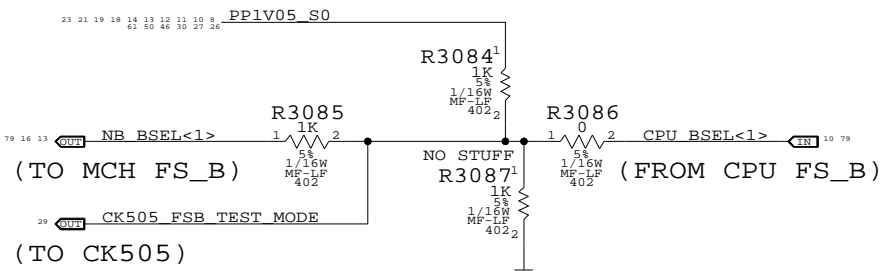 23 21 19 18 14 13 12 11 10 8 PP1V05_S0
61 50 46 30 27 26
R3084 1
1K
5%
1/16W
MF-LF
402 2
R3085
1K
1 2
5%
1/16W
MF-LF
402
R3086
0
1 2
5%
1/16W
MF-LF
402
79 16 13 OUT NB_BSEL<1>
CPU_BSEL<1> IN 10 79
(TO MCH FS_B)
NO STUFF
R3087 1
1K
5%
1/16W
MF-LF
402 2
(FROM CPU FS_B)
29 OUT CK505_FSB_TEST_MODE
(TO CK505)